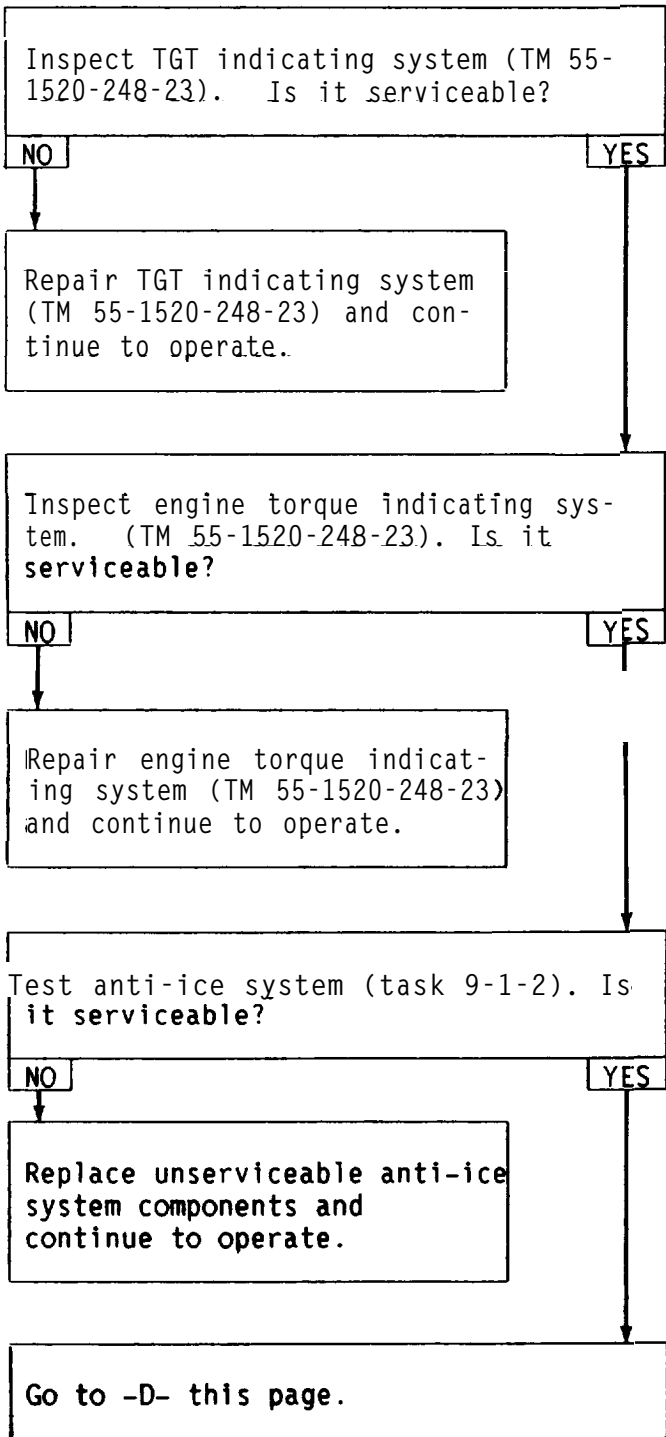 Inspect TGT indicating system (TM 55-
1520-248-23). Is it serviceable?
NO YES
Repair TGT indicating system
(TM 55-1520-248-23) and con-
tinue to operate.
Inspect engine torque indicating sys-
tem. (TM 55-1520-248-23). Is it
serviceable?
NO YES
Repair engine torque indicat-
ing system (TM 55-1520-248-23)
and continue to operate.
Test anti-ice system (task 9-1-2). Is
it serviceable?
NO YES
Replace unserviceable anti-ice
system components and
continue to operate.
Go to -D- this page.